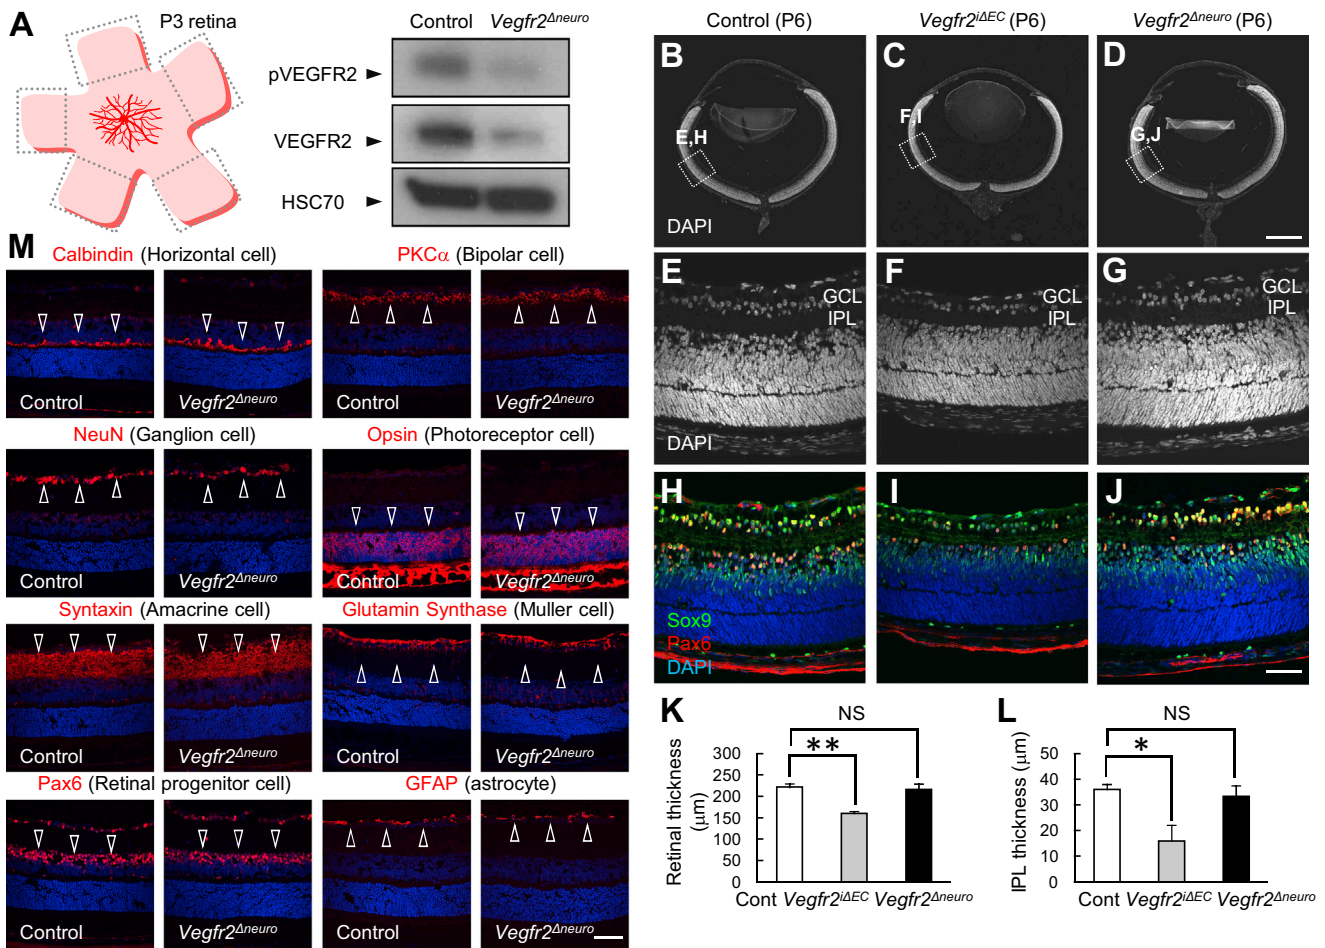 A
P3 retina
Control Vegfr2Δneuro
pVEGFR2
VEGFR2
HSC70
Control (P6) Vegfr2iΔEC (P6) Vegfr2Δneuro (P6)
B C D
E,H F,I G,J
DAPI
E F G
GCL GCL GCL
IPL IPL IPL
DAPI
H I J
Sox9
Pax6
DAPI
K
NS
**
Retinal thickness
(μm)
300
250
200
150
100
50
0
Cont Vegfr2iΔEC Vegfr2Δneuro
L
NS
*
IPL thickness (μm)
50
40
30
20
10
0
Cont Vegfr2iΔEC Vegfr2Δneuro
M
Calbindin (Horizontal cell) PKCα (Bipolar cell)
Control Vegfr2Δneuro Control Vegfr2Δneuro
NeuN (Ganglion cell) Opsin (Photoreceptor cell)
Control Vegfr2Δneuro Control Vegfr2Δneuro
Syntaxin (Amacrine cell) Glutamin Synthase (Muller cell)
Control Vegfr2Δneuro Control Vegfr2Δneuro
Pax6 (Retinal progenitor cell) GFAP (astrocyte)
Control Vegfr2Δneuro Control Vegfr2Δneuro